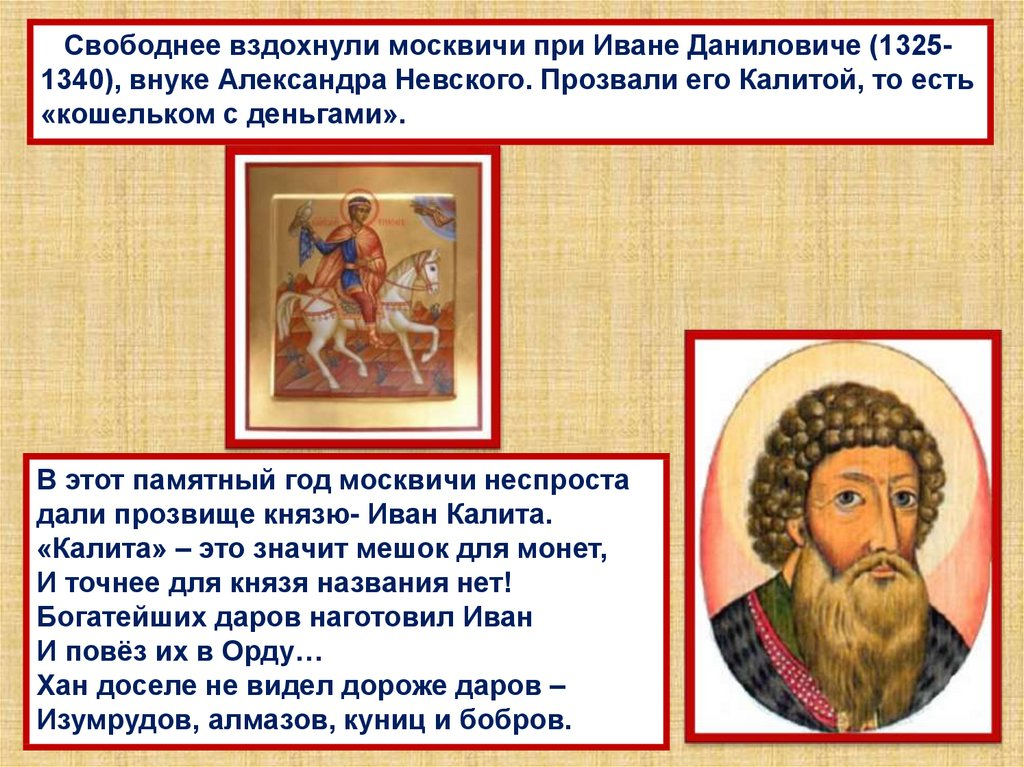 Свободнее вздохнули москвичи при Иване Даниловиче (1325-
1340), внуке Александра Невского. Прозвали его Калитой, то есть
«кошельком с деньгами».
В этот памятный год москвичи неспроста
дали прозвище князю- Иван Калита.
«Калита» – это значит мешок для монет,
И точнее для князя названия нет!
Богатейших даров наготовил Иван
И повёз их в Орду…
Хан доселе не видел дороже даров –
Изумрудов, алмазов, куниц и бобров.